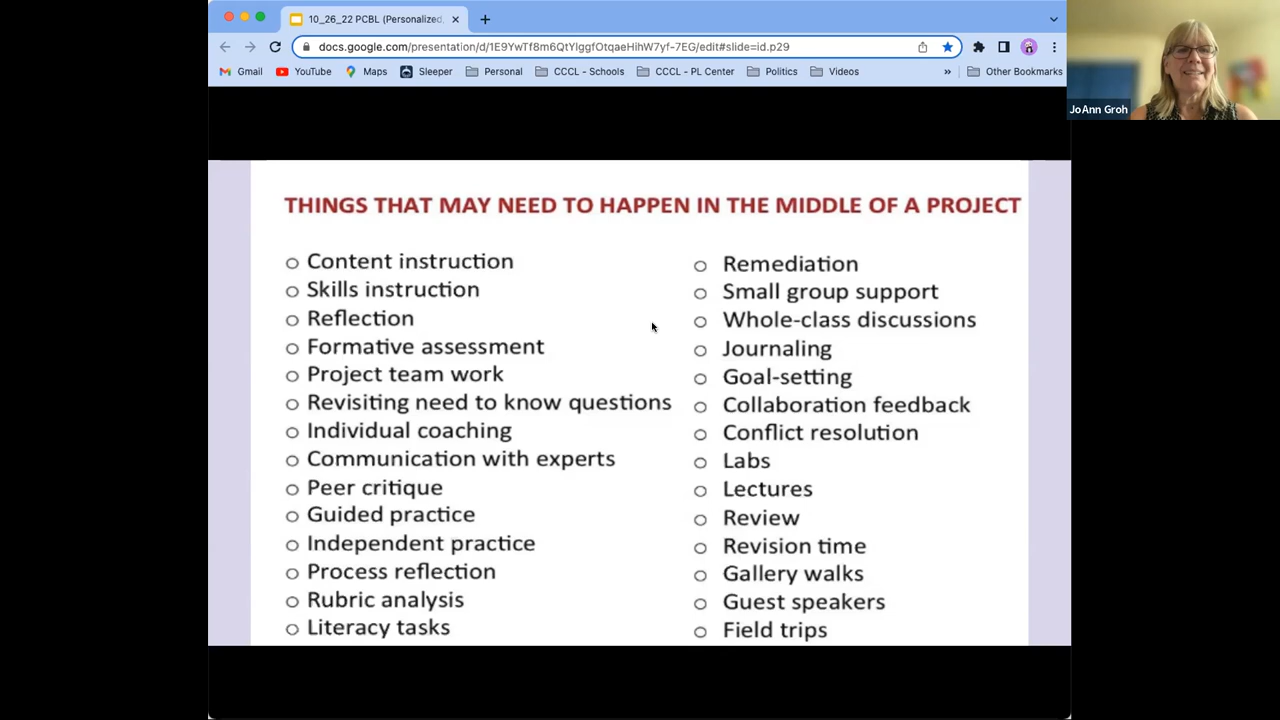 10_26_22 PCBL (Personalized,
docs.google.com/presentation/d/1E9YwTf8m6QtYlggfOtqaeHihW7yf-7EG/edit#slide=id.p29
Gmail YouTube Maps Sleeper Personal CCCL - Schools CCCL - PL Center Politics Videos » Other Bookmarks
JoAnn Groh
THINGS THAT MAY NEED TO HAPPEN IN THE MIDDLE OF A PROJECT
Content instruction
Skills instruction
Reflection
Formative assessment
Project team work
Revisiting need to know questions
Individual coaching
Communication with experts
Peer critique
Guided practice
Independent practice
Process reflection
Rubric analysis
Literacy tasks
Remediation
Small group support
Whole-class discussions
Journaling
Goal-setting
Collaboration feedback
Conflict resolution
Labs
Lectures
Review
Revision time
Gallery walks
Guest speakers
Field trips